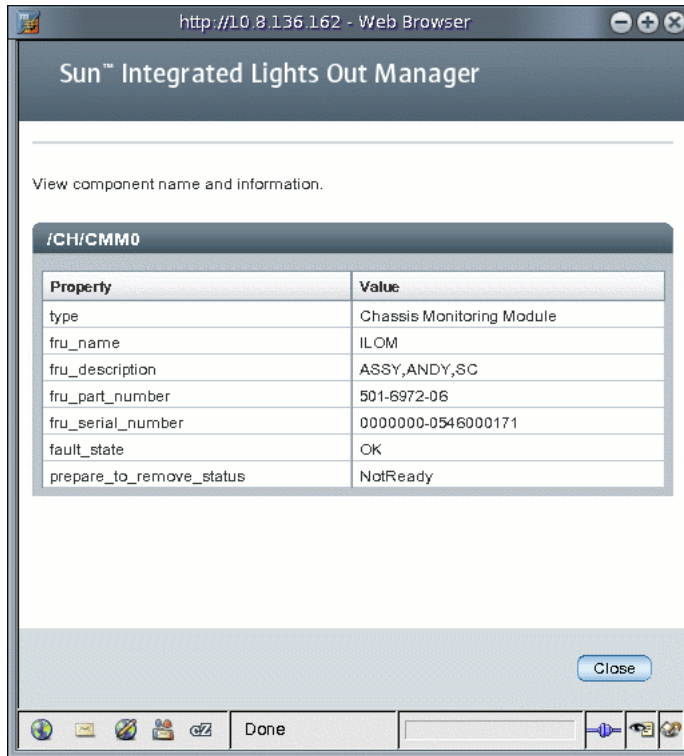 http://10.8.136.162 - Web Browser
Sun™ Integrated Lights Out Manager
View component name and information.
/CH/CMM0
Property Value
type Chassis Monitoring Module
fru_name ILOM
fru_description ASSY,ANDY,SC
fru_part_number 501-6972-06
fru_serial_number 0000000-0546000171
fault_state OK
prepare_to_remove_status NotReady
Close
Done